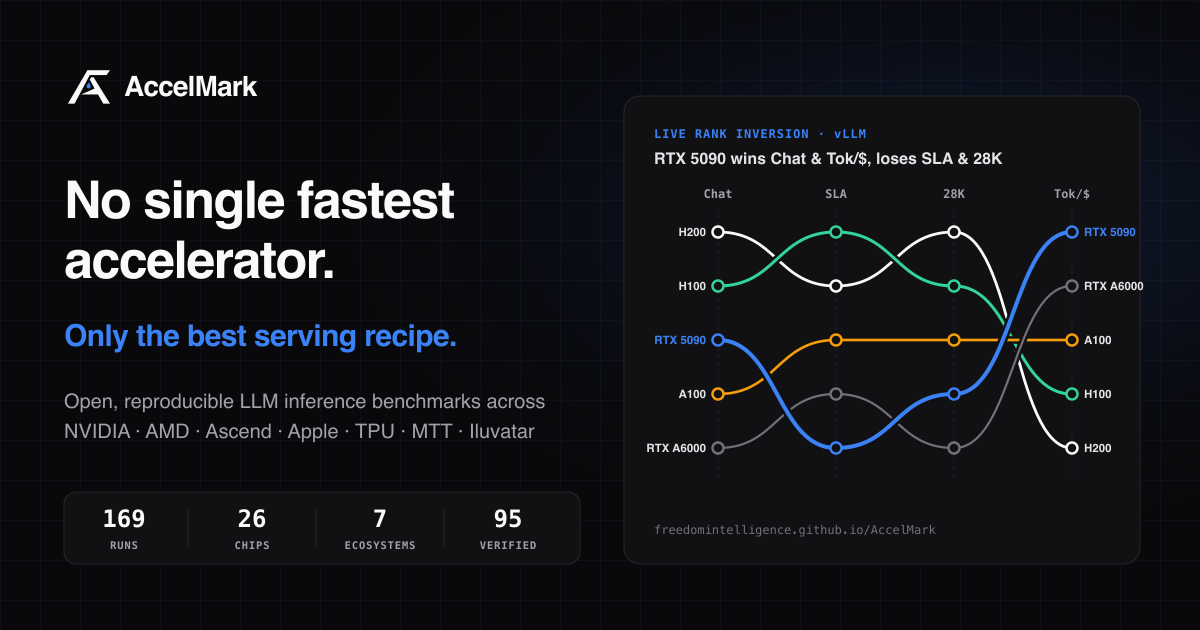 AccelMark
No single fastest
accelerator.
Only the best serving recipe.
Open, reproducible LLM inference benchmarks across
NVIDIA · AMD · Ascend · Apple · TPU · MTT · Iluvatar
169
RUNS
26
CHIPS
7
ECOSYSTEMS
95
VERIFIED
LIVE RANK INVERSION · vLLM
RTX 5090 wins Chat & Tok/$, loses SLA & 28K
Chat SLA 28K Tok/$
H200 RTX 5090
H100 RTX A6000
RTX 5090 A100
A100 H100
RTX A6000 H200
freedomintelligence.github.io/AccelMark